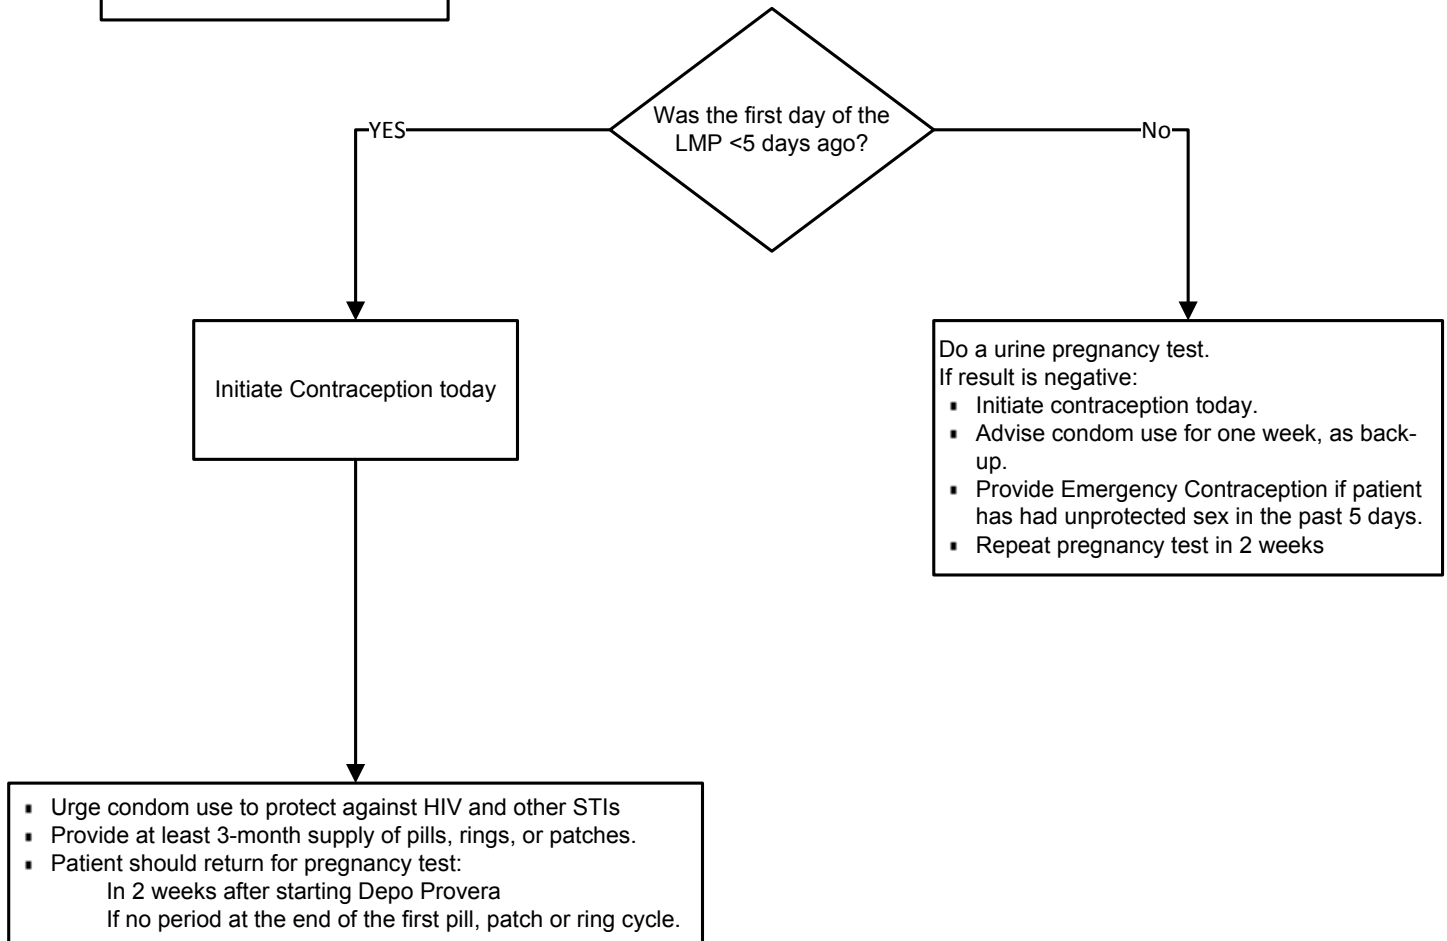 Was the first day of the
LMP <5 days ago?
YES
No
Initiate Contraception today
Do a urine pregnancy test.
If result is negative:
▪ Initiate contraception today.
▪ Advise condom use for one week, as back-
up.
▪ Provide Emergency Contraception if patient
has had unprotected sex in the past 5 days.
▪ Repeat pregnancy test in 2 weeks
▪ Urge condom use to protect against HIV and other STIs
▪ Provide at least 3-month supply of pills, rings, or patches.
▪ Patient should return for pregnancy test:
In 2 weeks after starting Depo Provera
If no period at the end of the first pill, patch or ring cycle.